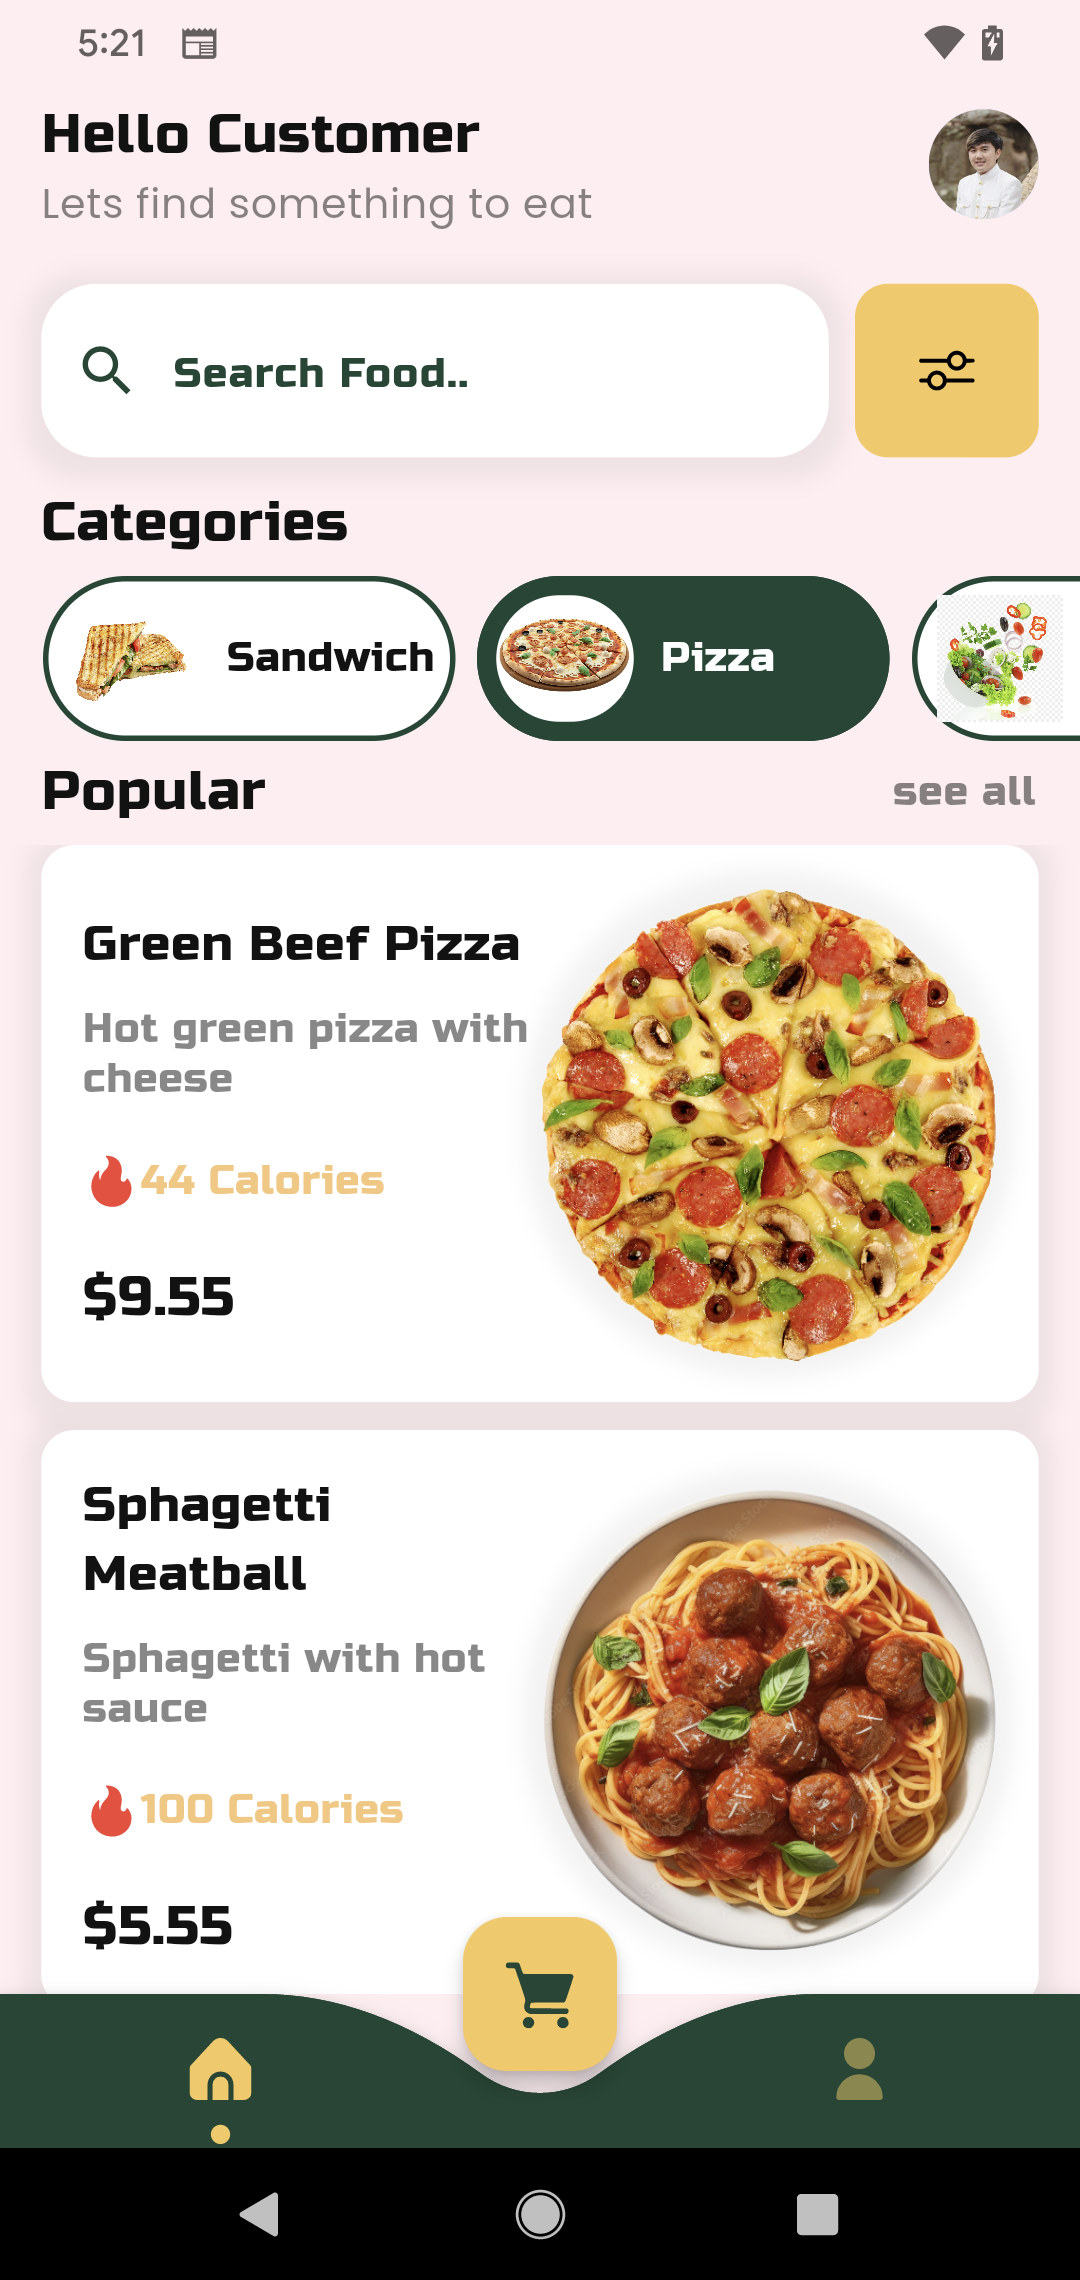 5:21
Hello Customer
Lets find something to eat
Search Food..
Categories
Sandwich
Pizza
Popular
see all
Green Beef Pizza
Hot green pizza with
cheese
44 Calories
$9.55
Sphagetti
Meatball
Sphagetti with hot
sauce
100 Calories
$5.55